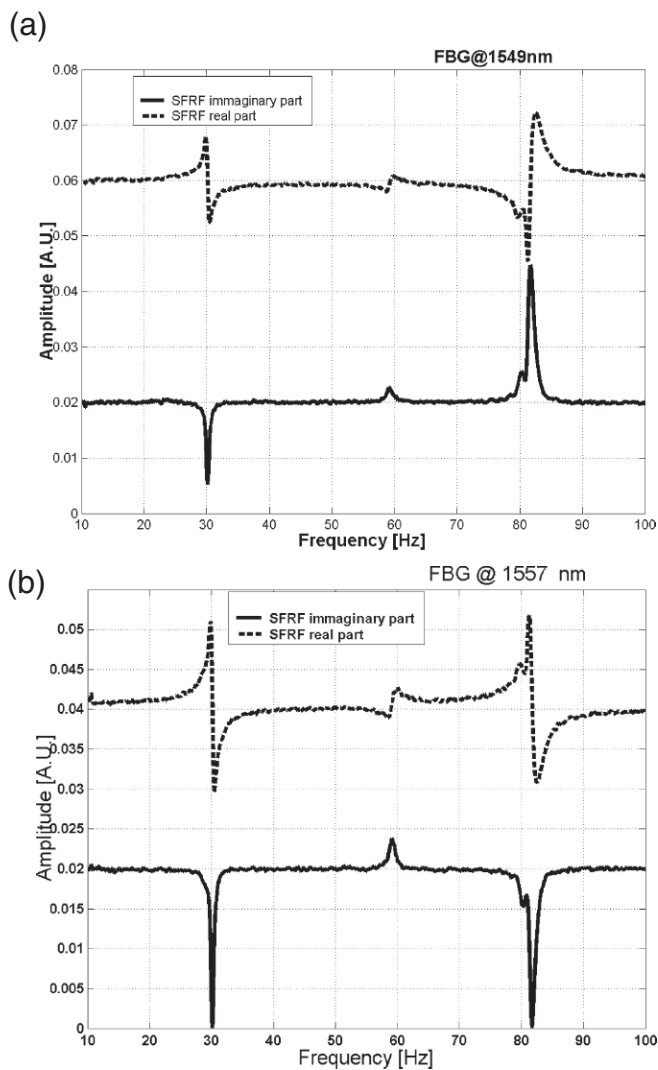 (a)
FBG@1549nm
SFRF immaginary part
SFRF real part
Amplitude [A.U.]
0.08
0.07
0.06
0.05
0.04
0.03
0.02
0.01
0
10 20 30 40 50 60 70 80 90 100
Frequency [Hz]
(b)
FBG @ 1557 nm
SFRF immaginary part
SFRF real part
Amplitude [A.U.]
0.05
0.045
0.04
0.035
0.03
0.025
0.02
0.015
0.01
0.005
0
10 20 30 40 50 60 70 80 90 100
Frequency [Hz]